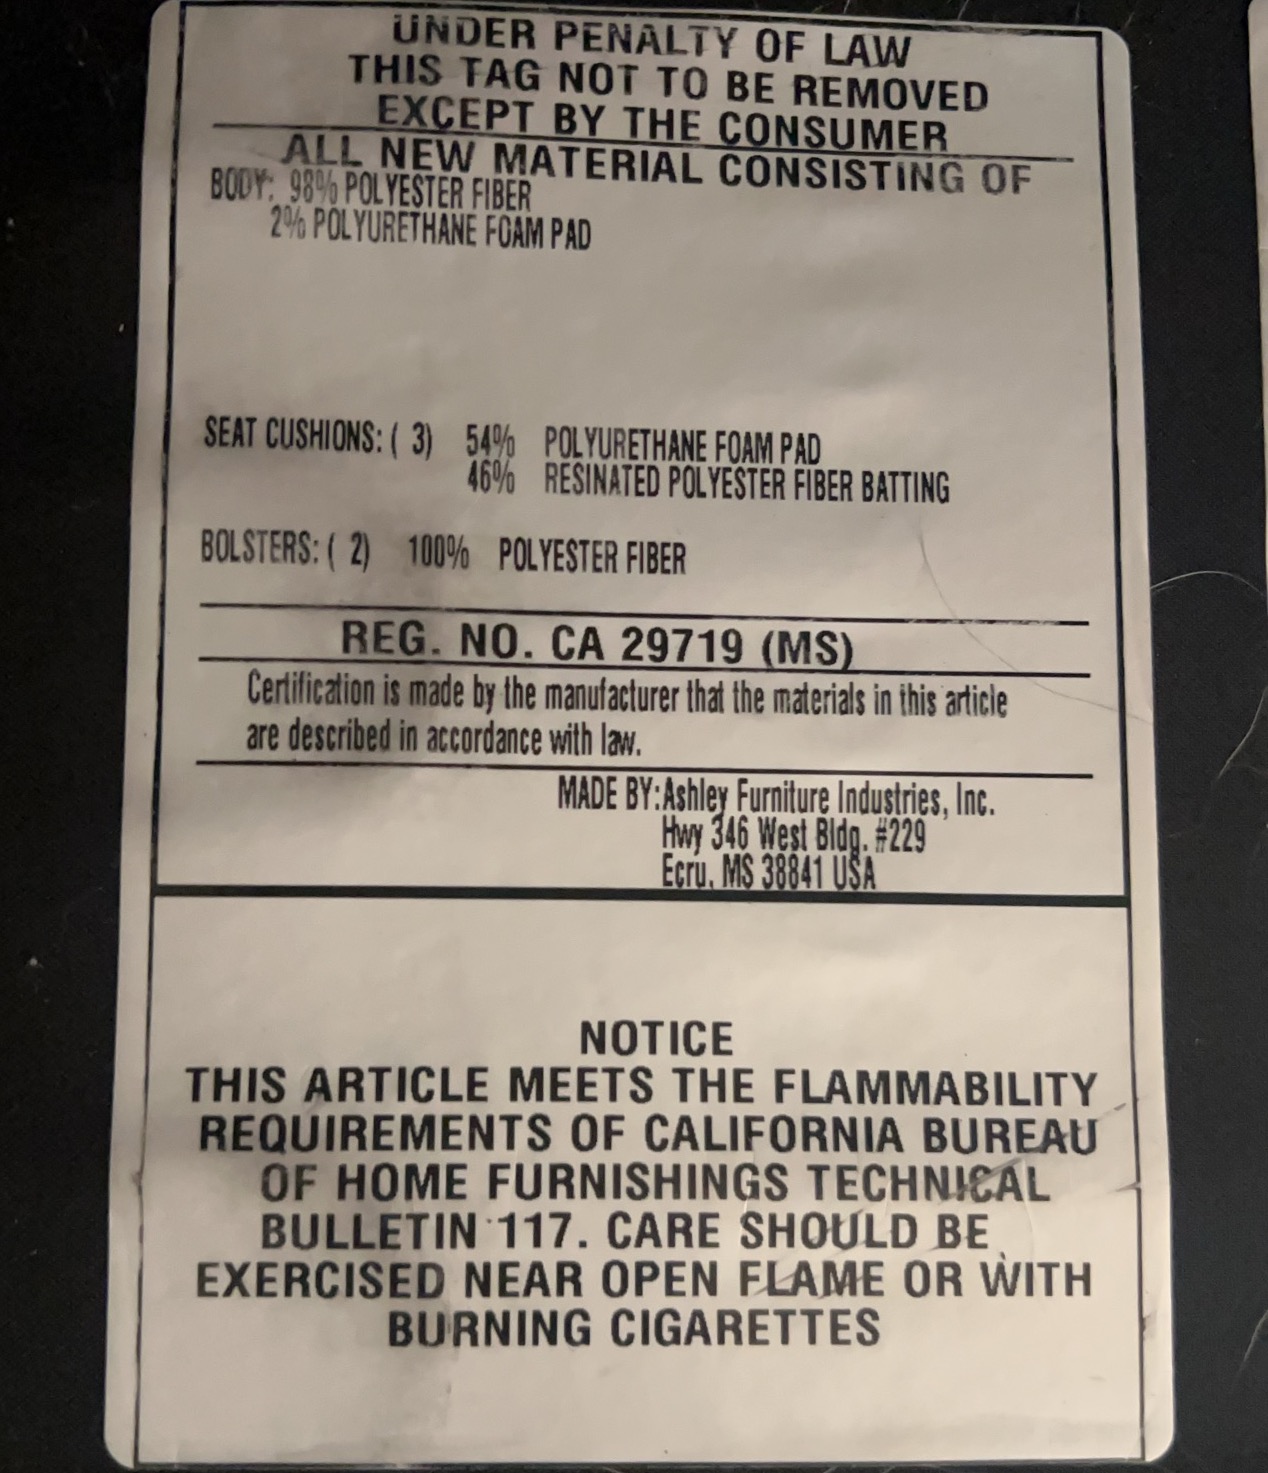 UNDER PENALTY OF LAW
THIS TAG NOT TO BE REMOVED
EXCEPT BY THE CONSUMER
ALL NEW MATERIAL CONSISTING OF
BODY: 98% POLYESTER FIBER
2% POLYURETHANE FOAM PAD
SEAT CUSHIONS: ( 3) 54% POLYURETHANE FOAM PAD
46% RESINATED POLYESTER FIBER BATTING
BOLSTERS: ( 2) 100% POLYESTER FIBER
REG. NO. CA 29719 (MS)
Certification is made by the manufacturer that the materials in this article
are described in accordance with law.
MADE BY:Ashley Furniture Industries, Inc.
Hwy 346 West Bldg. #229
Ecru, MS 38841 USA
NOTICE
THIS ARTICLE MEETS THE FLAMMABILITY
REQUIREMENTS OF CALIFORNIA BUREAU
OF HOME FURNISHINGS TECHNICAL
BULLETIN 117. CARE SHOULD BE
EXERCISED NEAR OPEN FLAME OR WITH
BURNING CIGARETTES